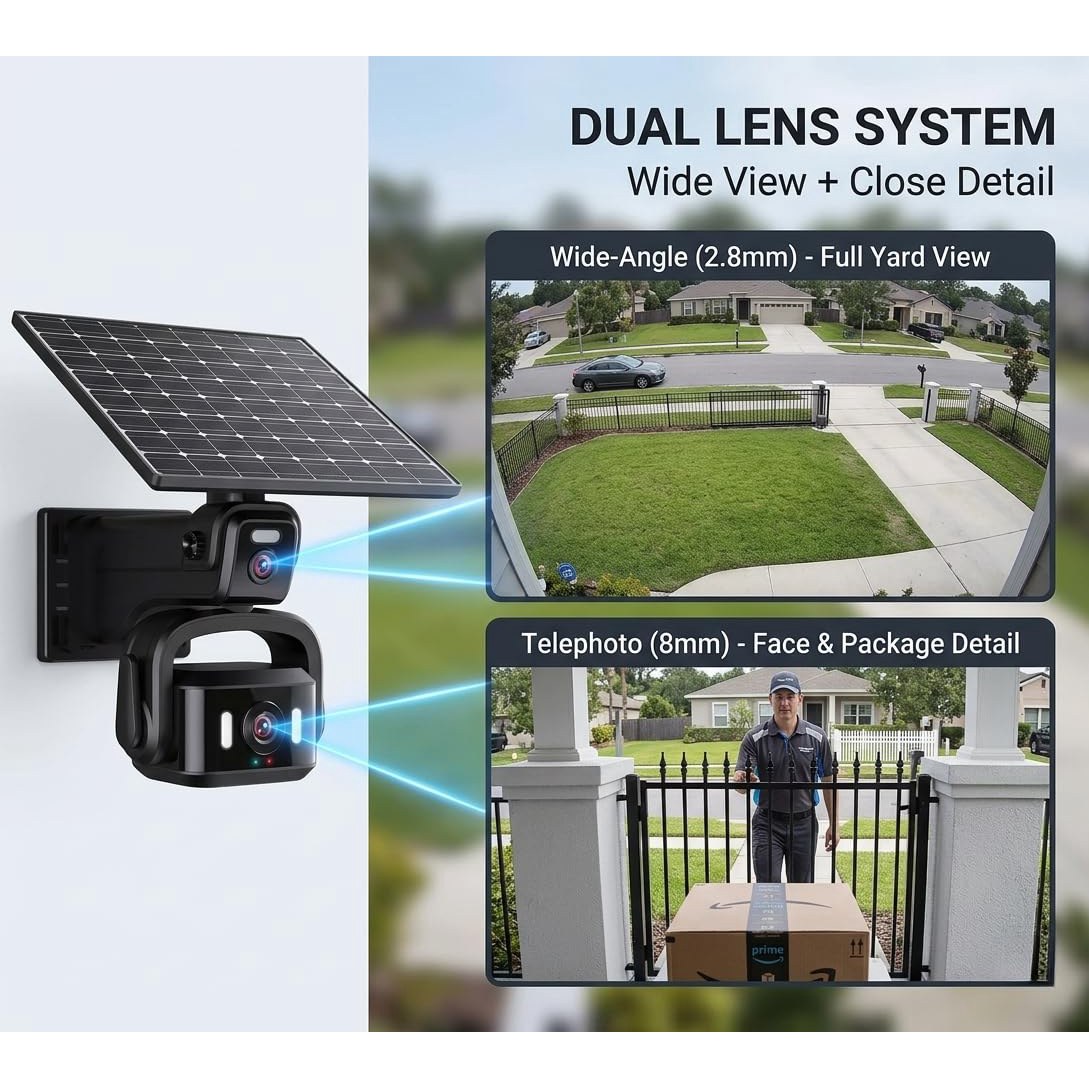 DUAL LENS SYSTEM
Wide View + Close Detail
Wide-Angle (2.8mm) - Full Yard View
Telephoto (8mm) - Face & Package Detail
prime